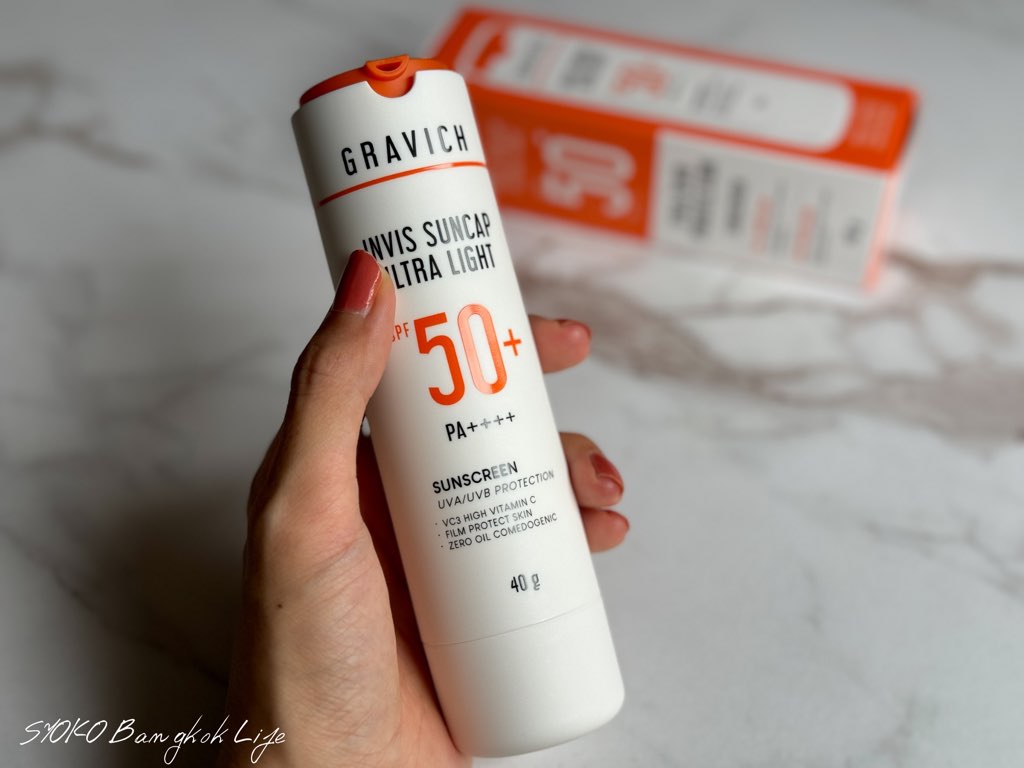 GRAVICH
INVIS SUNCAP
ULTRA LIGHT
SPF 50+
PA++++
SUNSCREEN
UVA/UVB PROTECTION
· VC3 HIGH VITAMIN C
· FILM PROTECT SKIN
· ZERO OIL COMEDOGENIC
40 g
50
SYOKO Bangkok Life